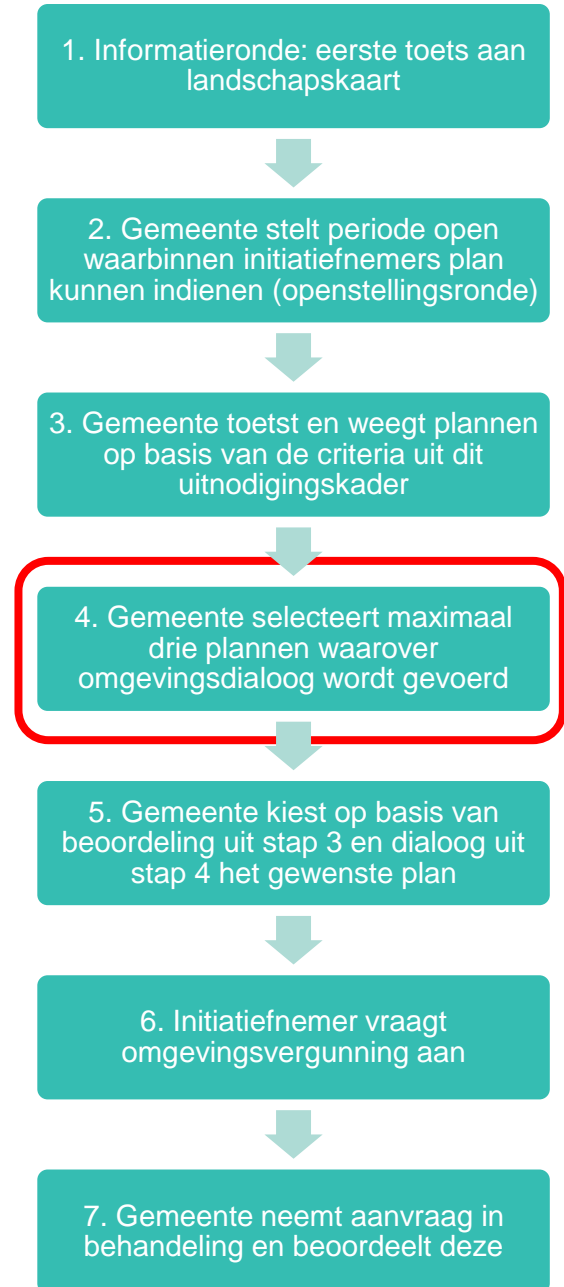 1. Informatieronde: eerste toets aan
landschapskaart
2. Gemeente stelt periode open
waarbinnen initiatiefnemers plan
kunnen indienen (openstellingsronde)
3. Gemeente toetst en weegt plannen
op basis van de criteria uit dit
uitnodigingskader
4. Gemeente selecteert maximaal
drie plannen waarover
omgevingsdialoog wordt gevoerd
5. Gemeente kiest op basis van
beoordeling uit stap 3 en dialoog uit
stap 4 het gewenste plan
6. Initiatiefnemer vraagt
omgevingsvergunning aan
7. Gemeente neemt aanvraag in
behandeling en beoordeelt deze